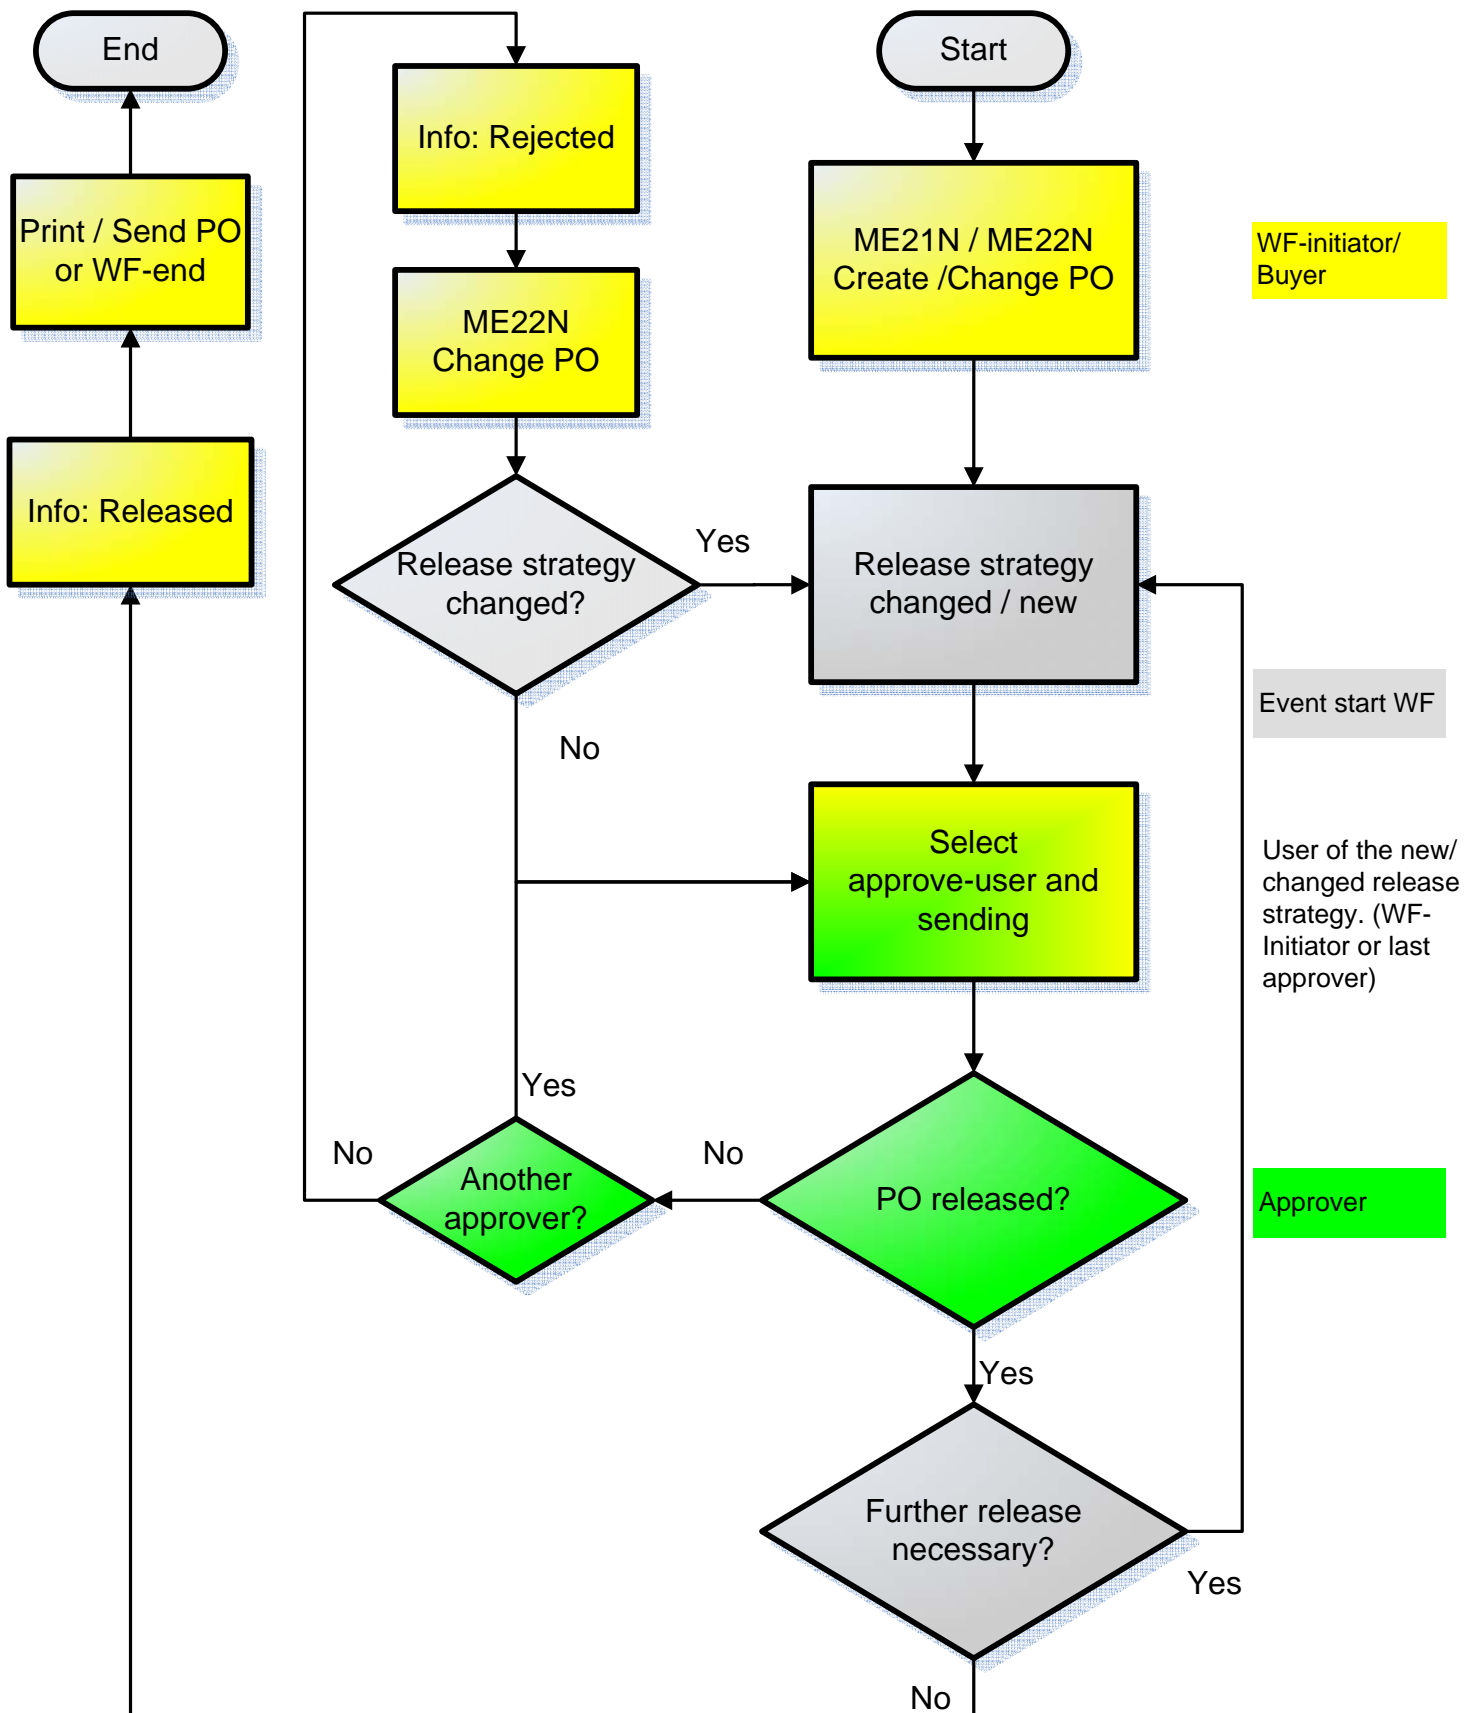 End
Start
Info: Rejected
Print / Send PO
or WF-end
ME21N / ME22N
Create /Change PO
WF-initiator/
Buyer
ME22N
Change PO
Info: Released
Release strategy
changed?
Yes
Release strategy
changed / new
No
Event start WF
Select
approve-user and
sending
User of the new/
changed release
strategy. (WF-
Initiator or last
approver)
Yes
No
Another
approver?
No
PO released?
Approver
Yes
Further release
necessary?
Yes
No